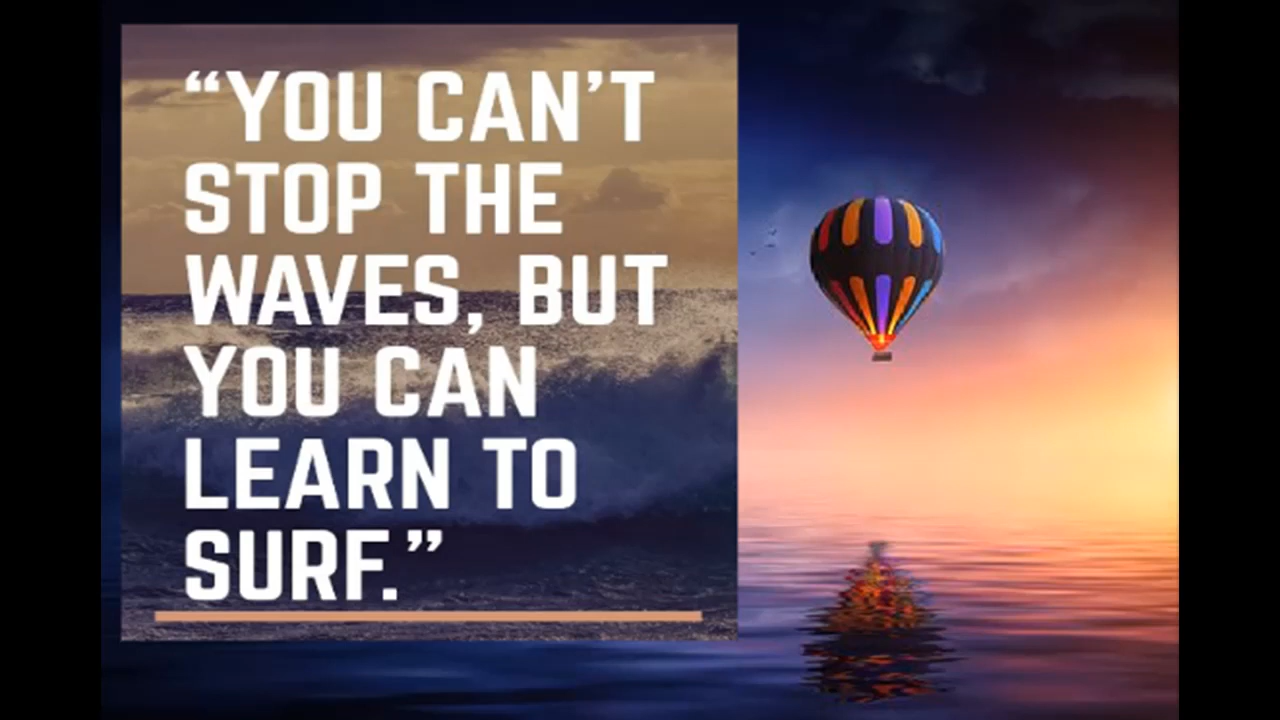 “YOU CAN’T
STOP THE
WAVES, BUT
YOU CAN
LEARN TO
SURF.”